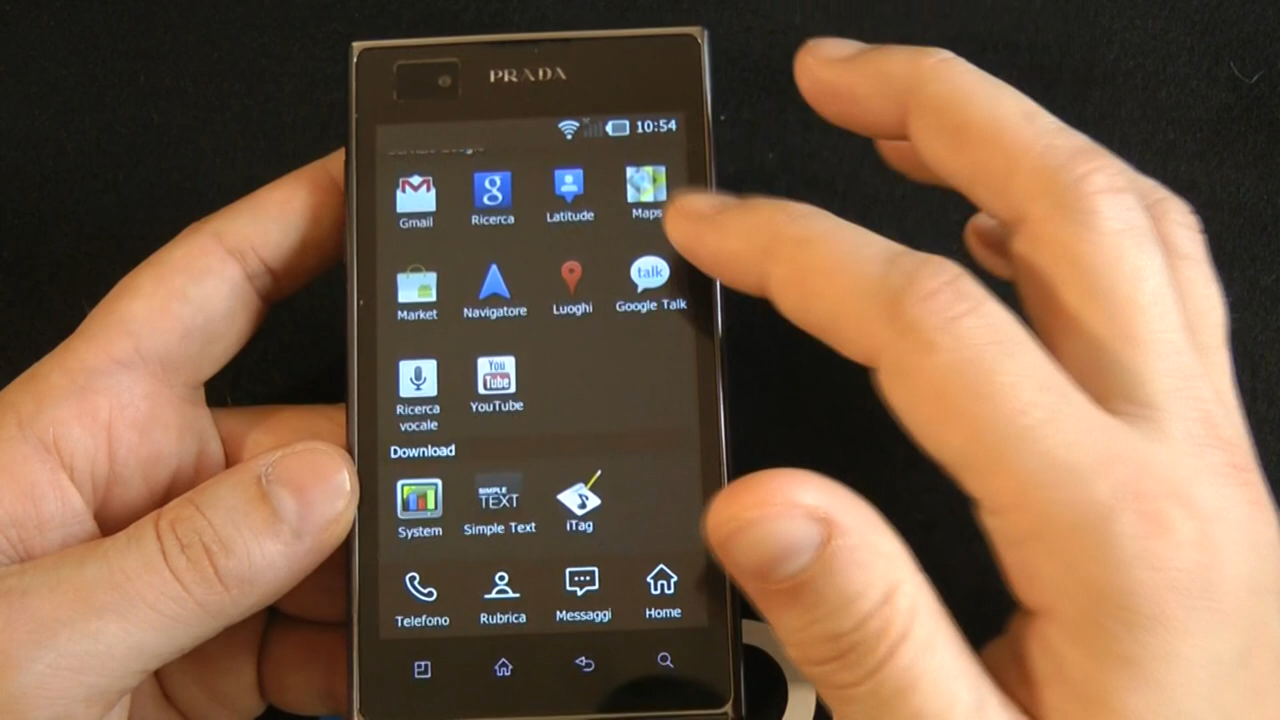 PRADA
10:54
Gmail Ricerca Latitude Maps
talk
Market Navigatore Luoghi Google Talk
You
Tube
Ricerca vocale YouTube
Download
SIMPLE
TEXT
System Simple Text iTag
Telefono Rubrica Messaggi Home